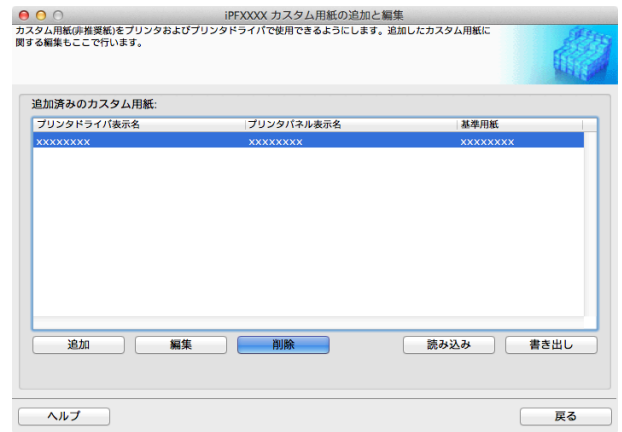 iPFXXXX カスタム用紙の追加と編集
カスタム用紙(非推奨紙)をプリンタおよびプリンタドライバで使用できるようにします。追加したカスタム用紙に
関する編集もここで行います。
追加済みのカスタム用紙:
プリンタドライバ表示名 プリンタパネル表示名 基準用紙
xxxxxxxx xxxxxxxx xxxxxxxx
追加 編集 削除 読み込み 書き出し
ヘルプ 戻る